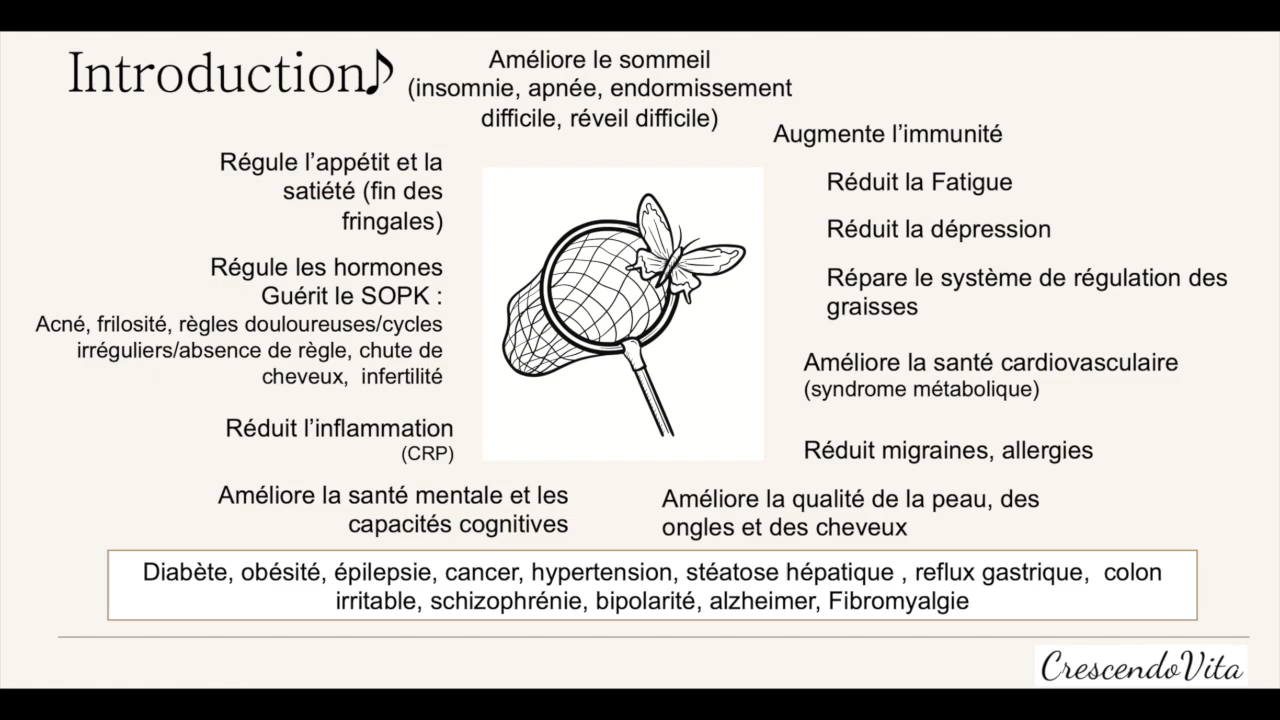 Introduction♪
Améliore le sommeil
(insomnie, apnée, endormissement
difficile, réveil difficile)
Augmente l’immunité
Régule l’appétit et la
satiété (fin des
fringales)
Réduit la Fatigue
Réduit la dépression
Régule les hormones
Guérit le SOPK :
Acné, frilosité, règles douloureuses/cycles
irréguliers/absence de règle, chute de
cheveux, infertilité
Répare le système de régulation des
graisses
Améliore la santé cardiovasculaire
(syndrome métabolique)
Réduit l’inflammation
(CRP)
Réduit migraines, allergies
Améliore la santé mentale et les
capacités cognitives
Améliore la qualité de la peau, des
ongles et des cheveux
Diabète, obésité, épilepsie, cancer, hypertension, stéatose hépatique , reflux gastrique, colon
irritable, schizophrénie, bipolarité, alzheimer, Fibromyalgie
CrescendoVita